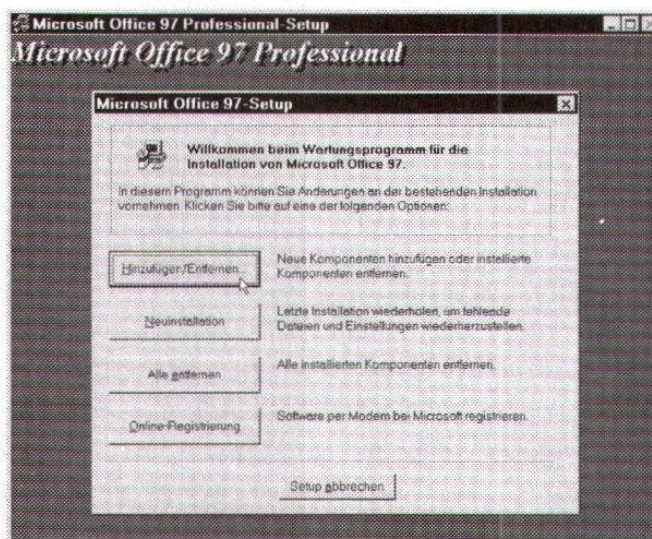 Microsoft Office 97 Professional-Setup
Microsoft Office 97 Professional
Microsoft Office 97-Setup
Willkommen beim Wartungsprogramm für die
Installation von Microsoft Office 97.
In diesem Programm können Sie Änderungen an der bestehenden Installation
vornehmen. Klicken Sie bitte auf eine der folgenden Optionen:
Hinzufügen/Entfernen...
Neue Komponenten hinzufügen oder installierte
Komponenten entfernen.
Neuinstallation
Letzte Installation wiederholen, um fehlende
Dateien und Einstellungen wiederherzustellen.
Alle entfernen
Alle installierten Komponenten entfernen.
Online-Registrierung
Software per Modem bei Microsoft registrieren.
Setup abbrechen